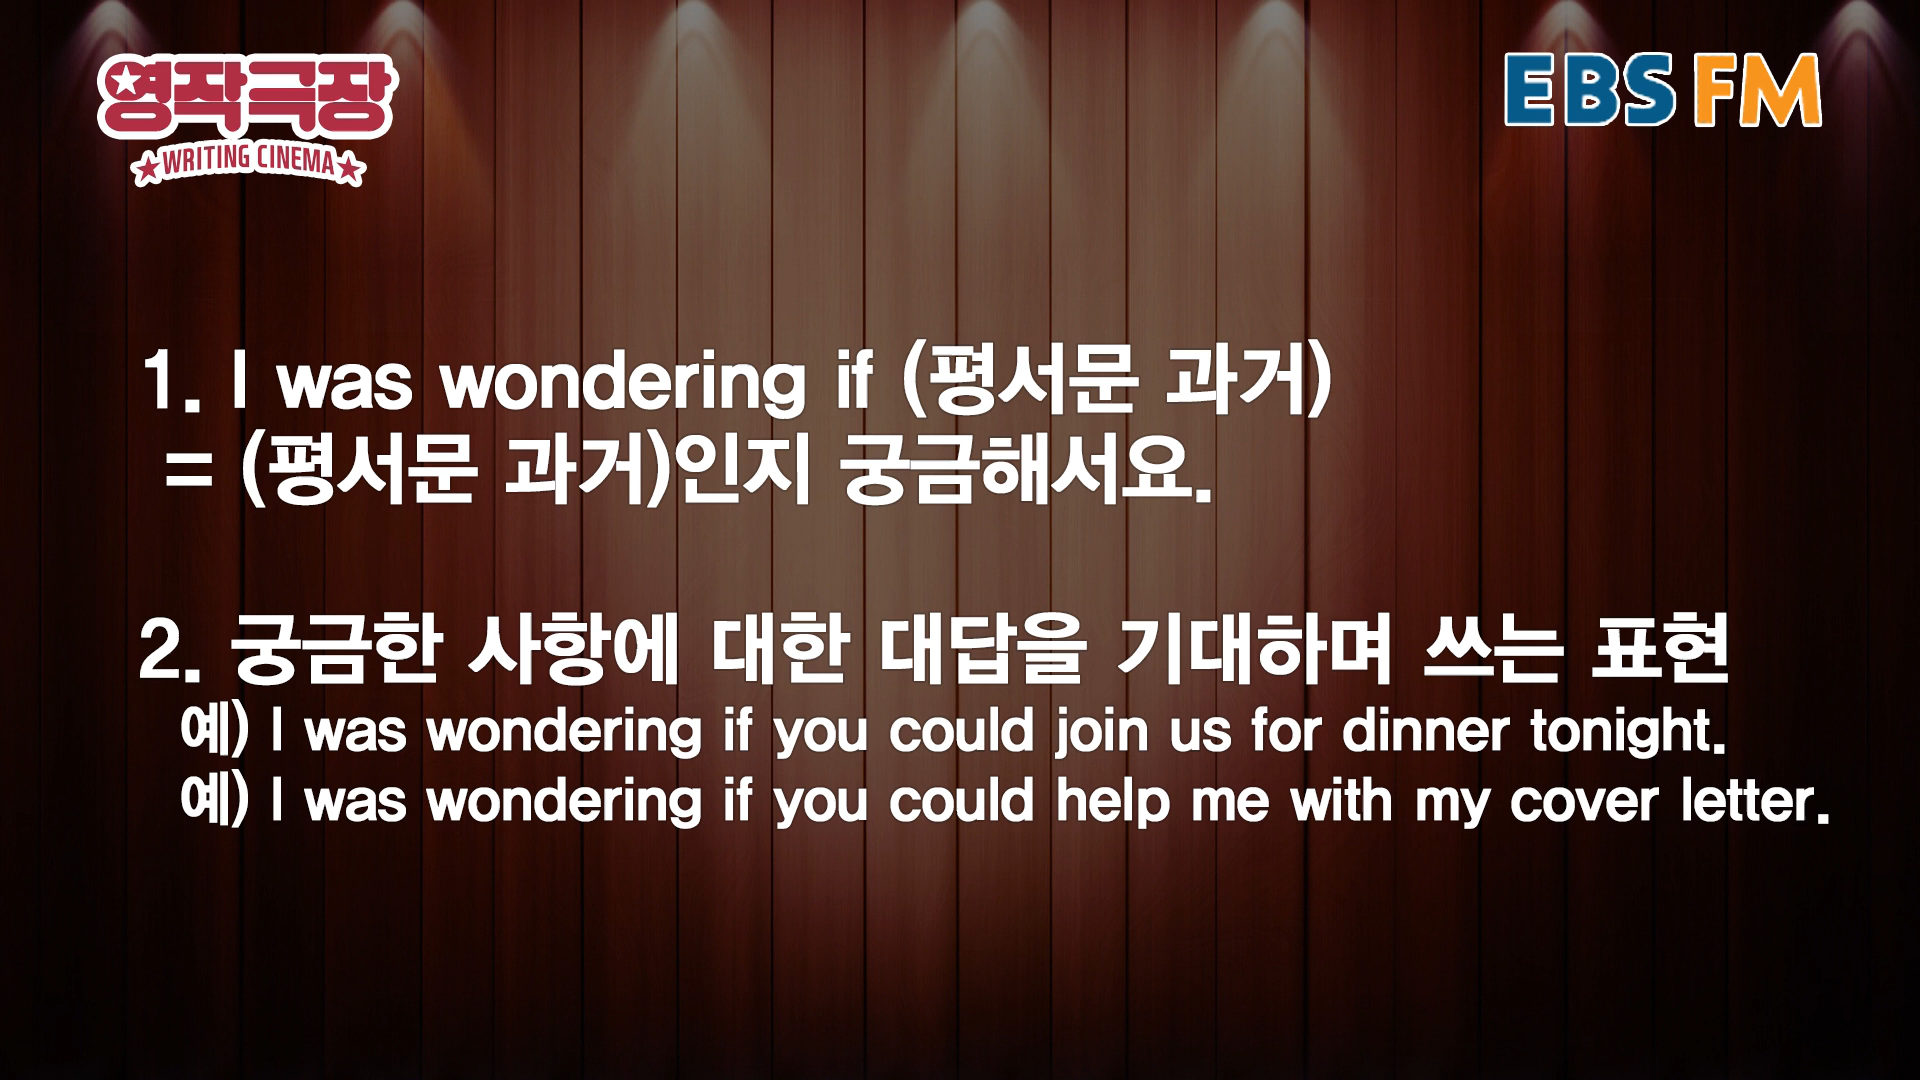 영작극장
WRITING CINEMA
EBS FM
1. I was wondering if (평서문 과거)
= (평서문 과거)인지 궁금해서요.
2. 궁금한 사항에 대한 대답을 기대하며 쓰는 표현
예) I was wondering if you could join us for dinner tonight.
예) I was wondering if you could help me with my cover letter.